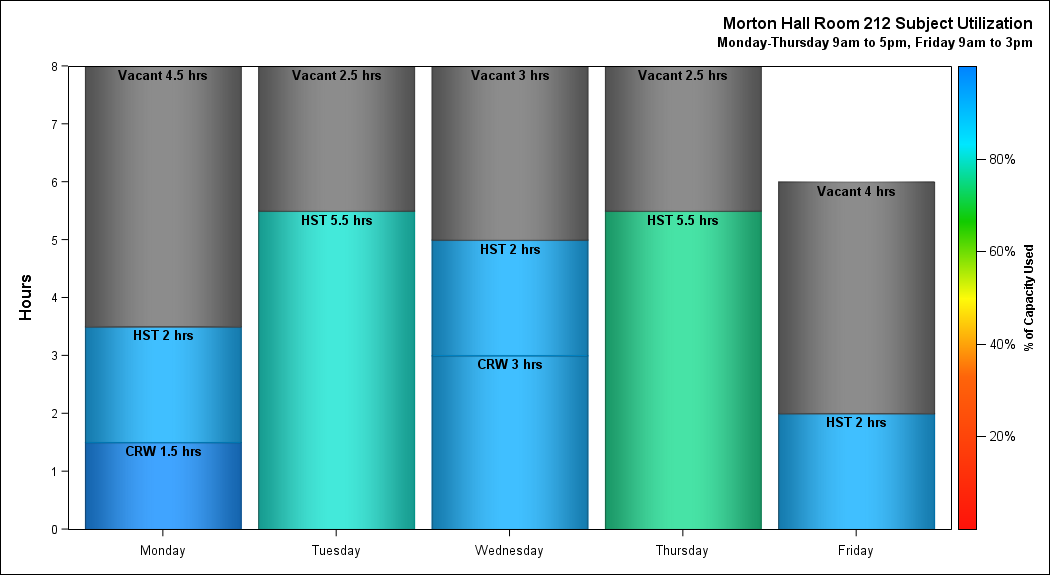 Morton Hall Room 212 Subject Utilization
Monday-Thursday 9am to 5pm, Friday 9am to 3pm
Hours
8
7
6
5
4
3
2
1
0
Vacant 4.5 hrs
HST 2 hrs
CRW 1.5 hrs
Vacant 2.5 hrs
HST 5.5 hrs
Vacant 3 hrs
HST 2 hrs
CRW 3 hrs
Vacant 2.5 hrs
HST 5.5 hrs
Vacant 4 hrs
HST 2 hrs
Monday
Tuesday
Wednesday
Thursday
Friday
80%
60%
40%
20%
% of Capacity Used